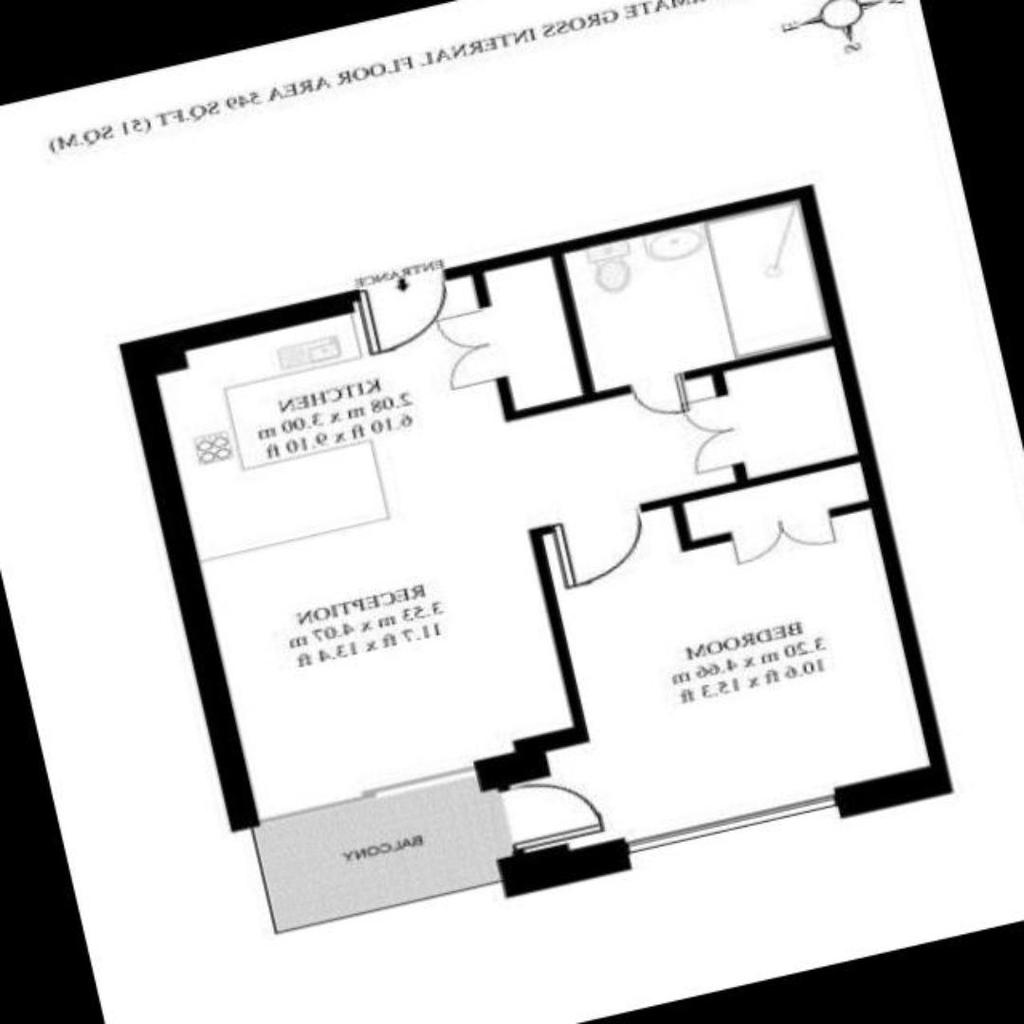 GROSS INTERNAL FLOOR AREA 549 SQ.FT (51 SQ.M)
E
S
ENTRANCE
KITCHEN
2.08 m x 3.00 m
6.10 ft x 9.10 ft
RECEPTION
3.53 m x 4.07 m
11.7 ft x 13.4 ft
BEDROOM
3.20 m x 4.66 m
10.6 ft x 15.3 ft
BALCONY